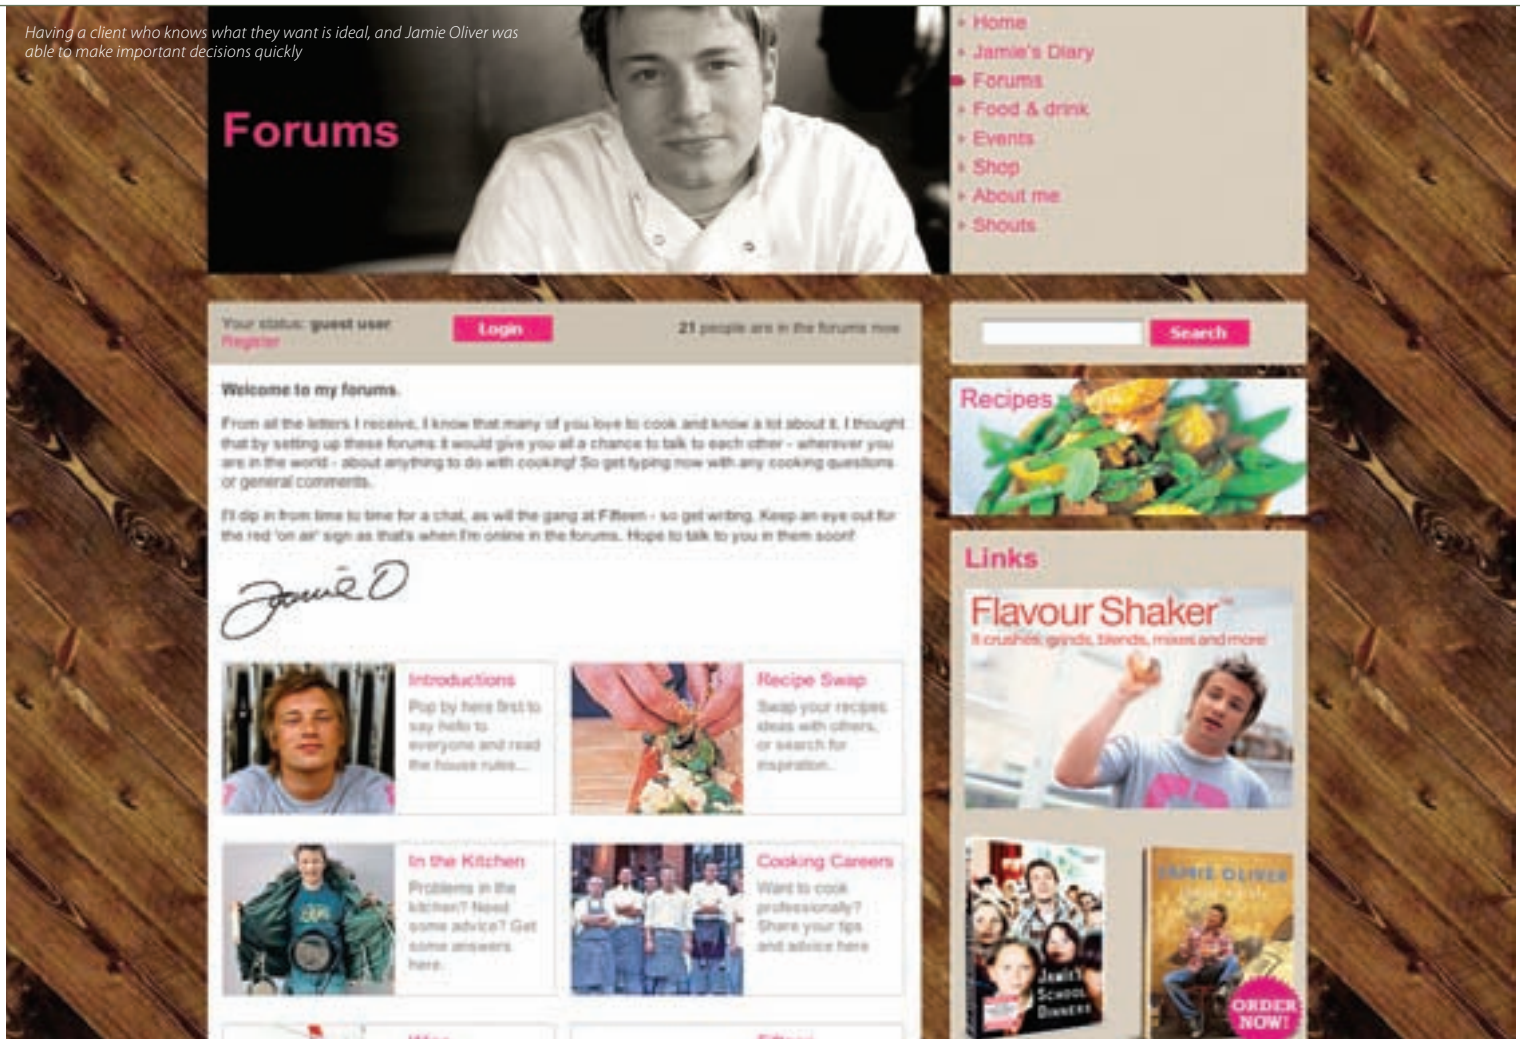 Having a client who knows what they want is ideal, and Jamie Oliver was
able to make important decisions quickly
Forums
Home
Jamie's Diary
Forums
Food & drink
Events
Shop
About me
Shouts
Your status: guest user
Register
Login
21 people are in the forums now
Search
Welcome to my forums.
From all the letters I receive, I know that many of you love to cook and know a lot about it. I thought
that by setting up these forums it would give you all a chance to talk to each other - wherever you
are in the world - about anything to do with cooking! So get typing now with any cooking questions
or general comments.
I'll dip in from time to time for a chat, as will the gang at Fifteen - so get writing. Keep an eye out for
the red 'on air' sign as that's when I'm online in the forums. Hope to talk to you in them soon!
Jamie O
Recipes
Links
Flavour Shaker™
It crushes, grinds, blends, mixes and more!
Introductions
Pop by here first to
say hello to
everyone and read
the house rules...
Recipe Swap
Swap your recipes
ideas with others,
or search for
inspiration.
In the Kitchen
Problems in the
kitchen? Need
some advice? Get
some answers
here.
Cooking Careers
Want to cook
professionally?
Share your tips
and advice here
JAMIE'S
SCHOOL
DINNERS
JAMIE OLIVER
ORDER
NOW!
Wine
Fifteen